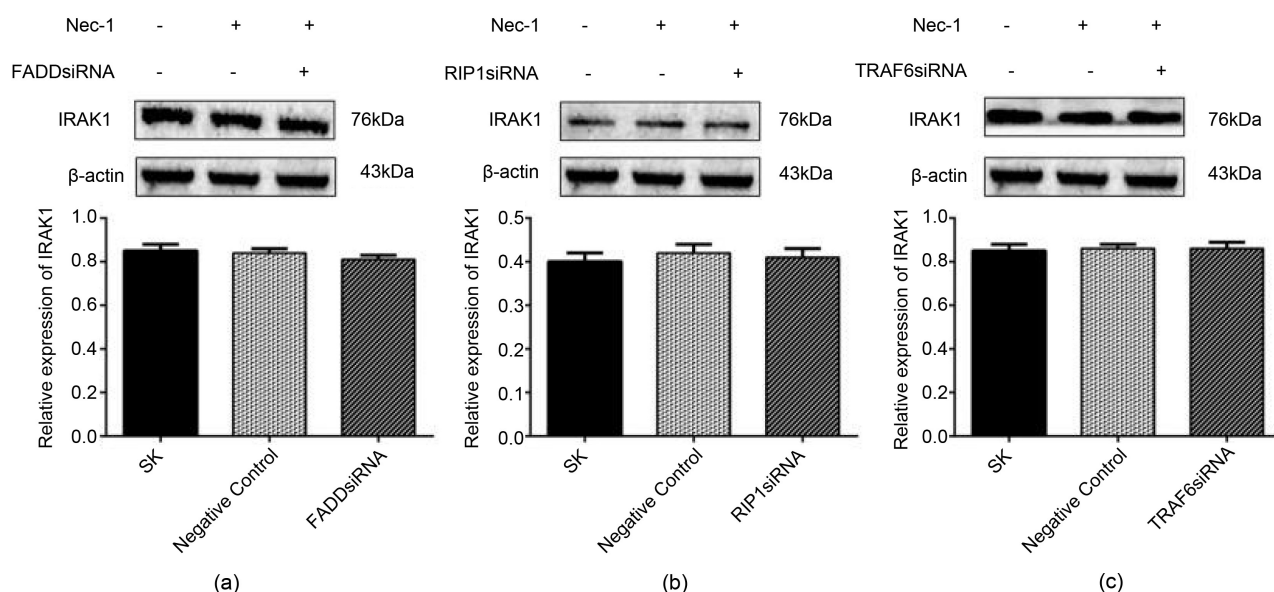 Nec-1 - + +
FADDsiRNA - - +
IRAK1 76kDa
β-actin 43kDa
Relative expression of IRAK1
1.0
0.8
0.6
0.4
0.2
0.0
SK
Negative Control
FADDsiRNA
(a)
Nec-1 - + +
RIP1siRNA - - +
IRAK1 76kDa
β-actin 43kDa
Relative expression of IRAK1
0.5
0.4
0.3
0.2
0.1
0.0
SK
Negative Control
RIP1siRNA
(b)
Nec-1 - + +
TRAF6siRNA - - +
IRAK1 76kDa
β-actin 43kDa
Relative expression of IRAK1
1.0
0.8
0.6
0.4
0.2
0.0
SK
Negative Control
TRAF6siRNA
(c)